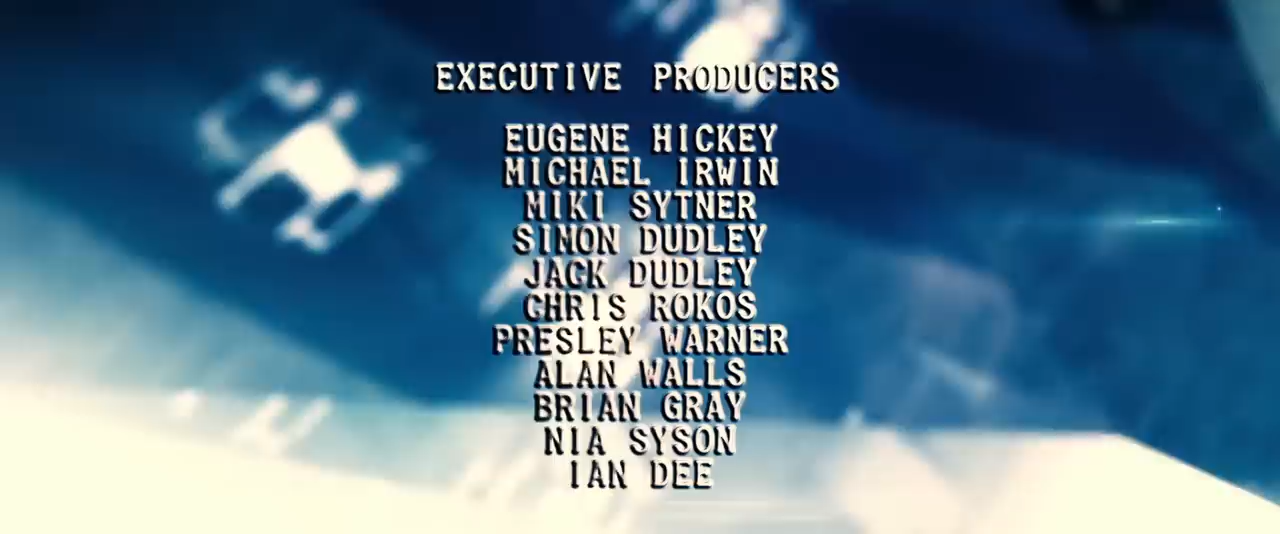 EXECUTIVE PRODUCERS
EUGENE HICKEY
MICHAEL IRWIN
MIKI SYTNER
SIMON DUDLEY
JACK DUDLEY
CHRIS ROKOS
PRESLEY WARNER
ALAN WALLS
BRIAN GRAY
NIA SYSON
IAN DEE